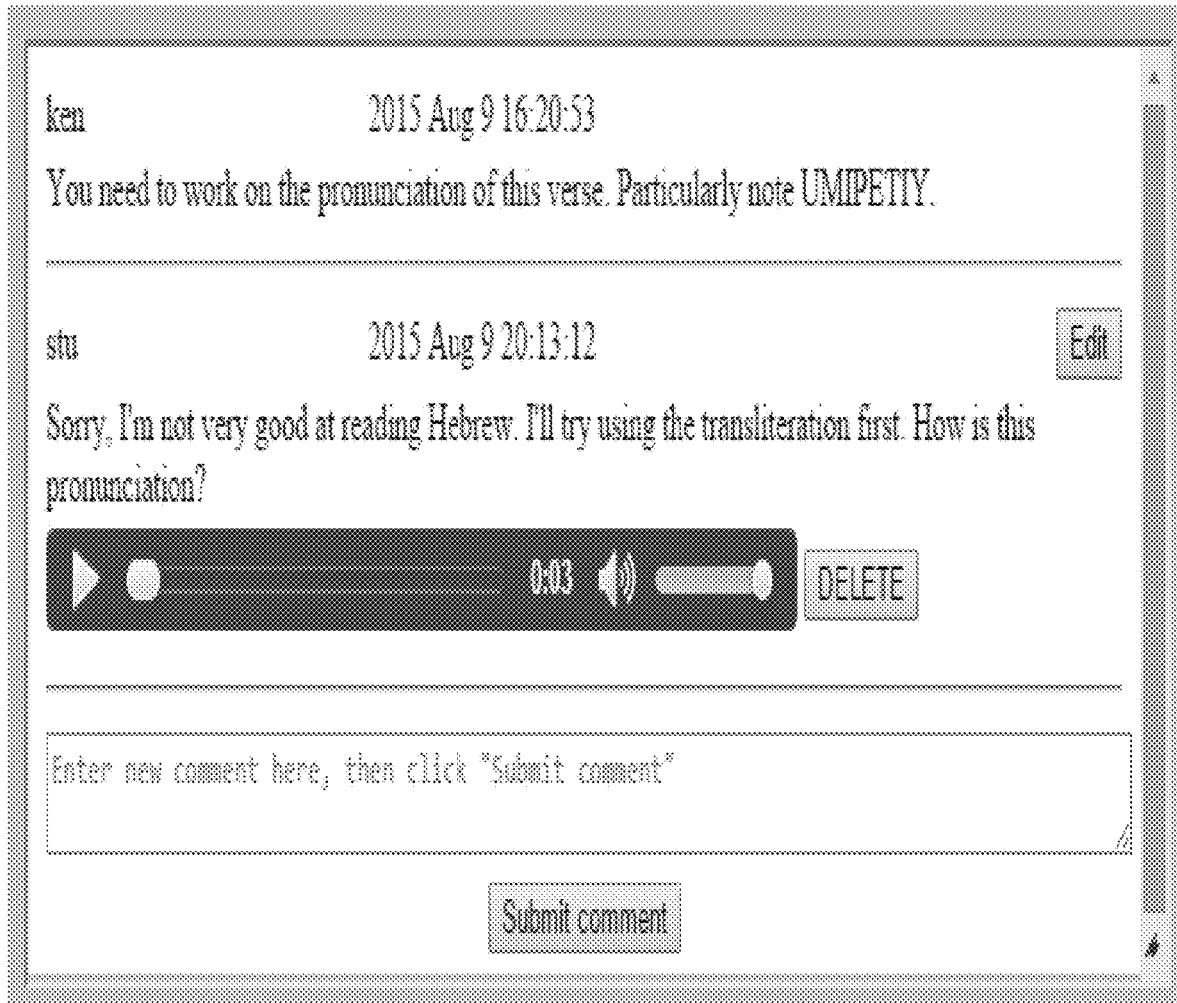 ken 2015 Aug 9 16:20:53
You need to work on the pronunciation of this verse. Particularly note UMIPETIY.
stu 2015 Aug 9 20:13:12 Edit
Sorry, I'm not very good at reading Hebrew. I'll try using the transliteration first. How is this
pronunciation?
0:03 DELETE
Enter new comment here, then click "Submit comment"
Submit comment